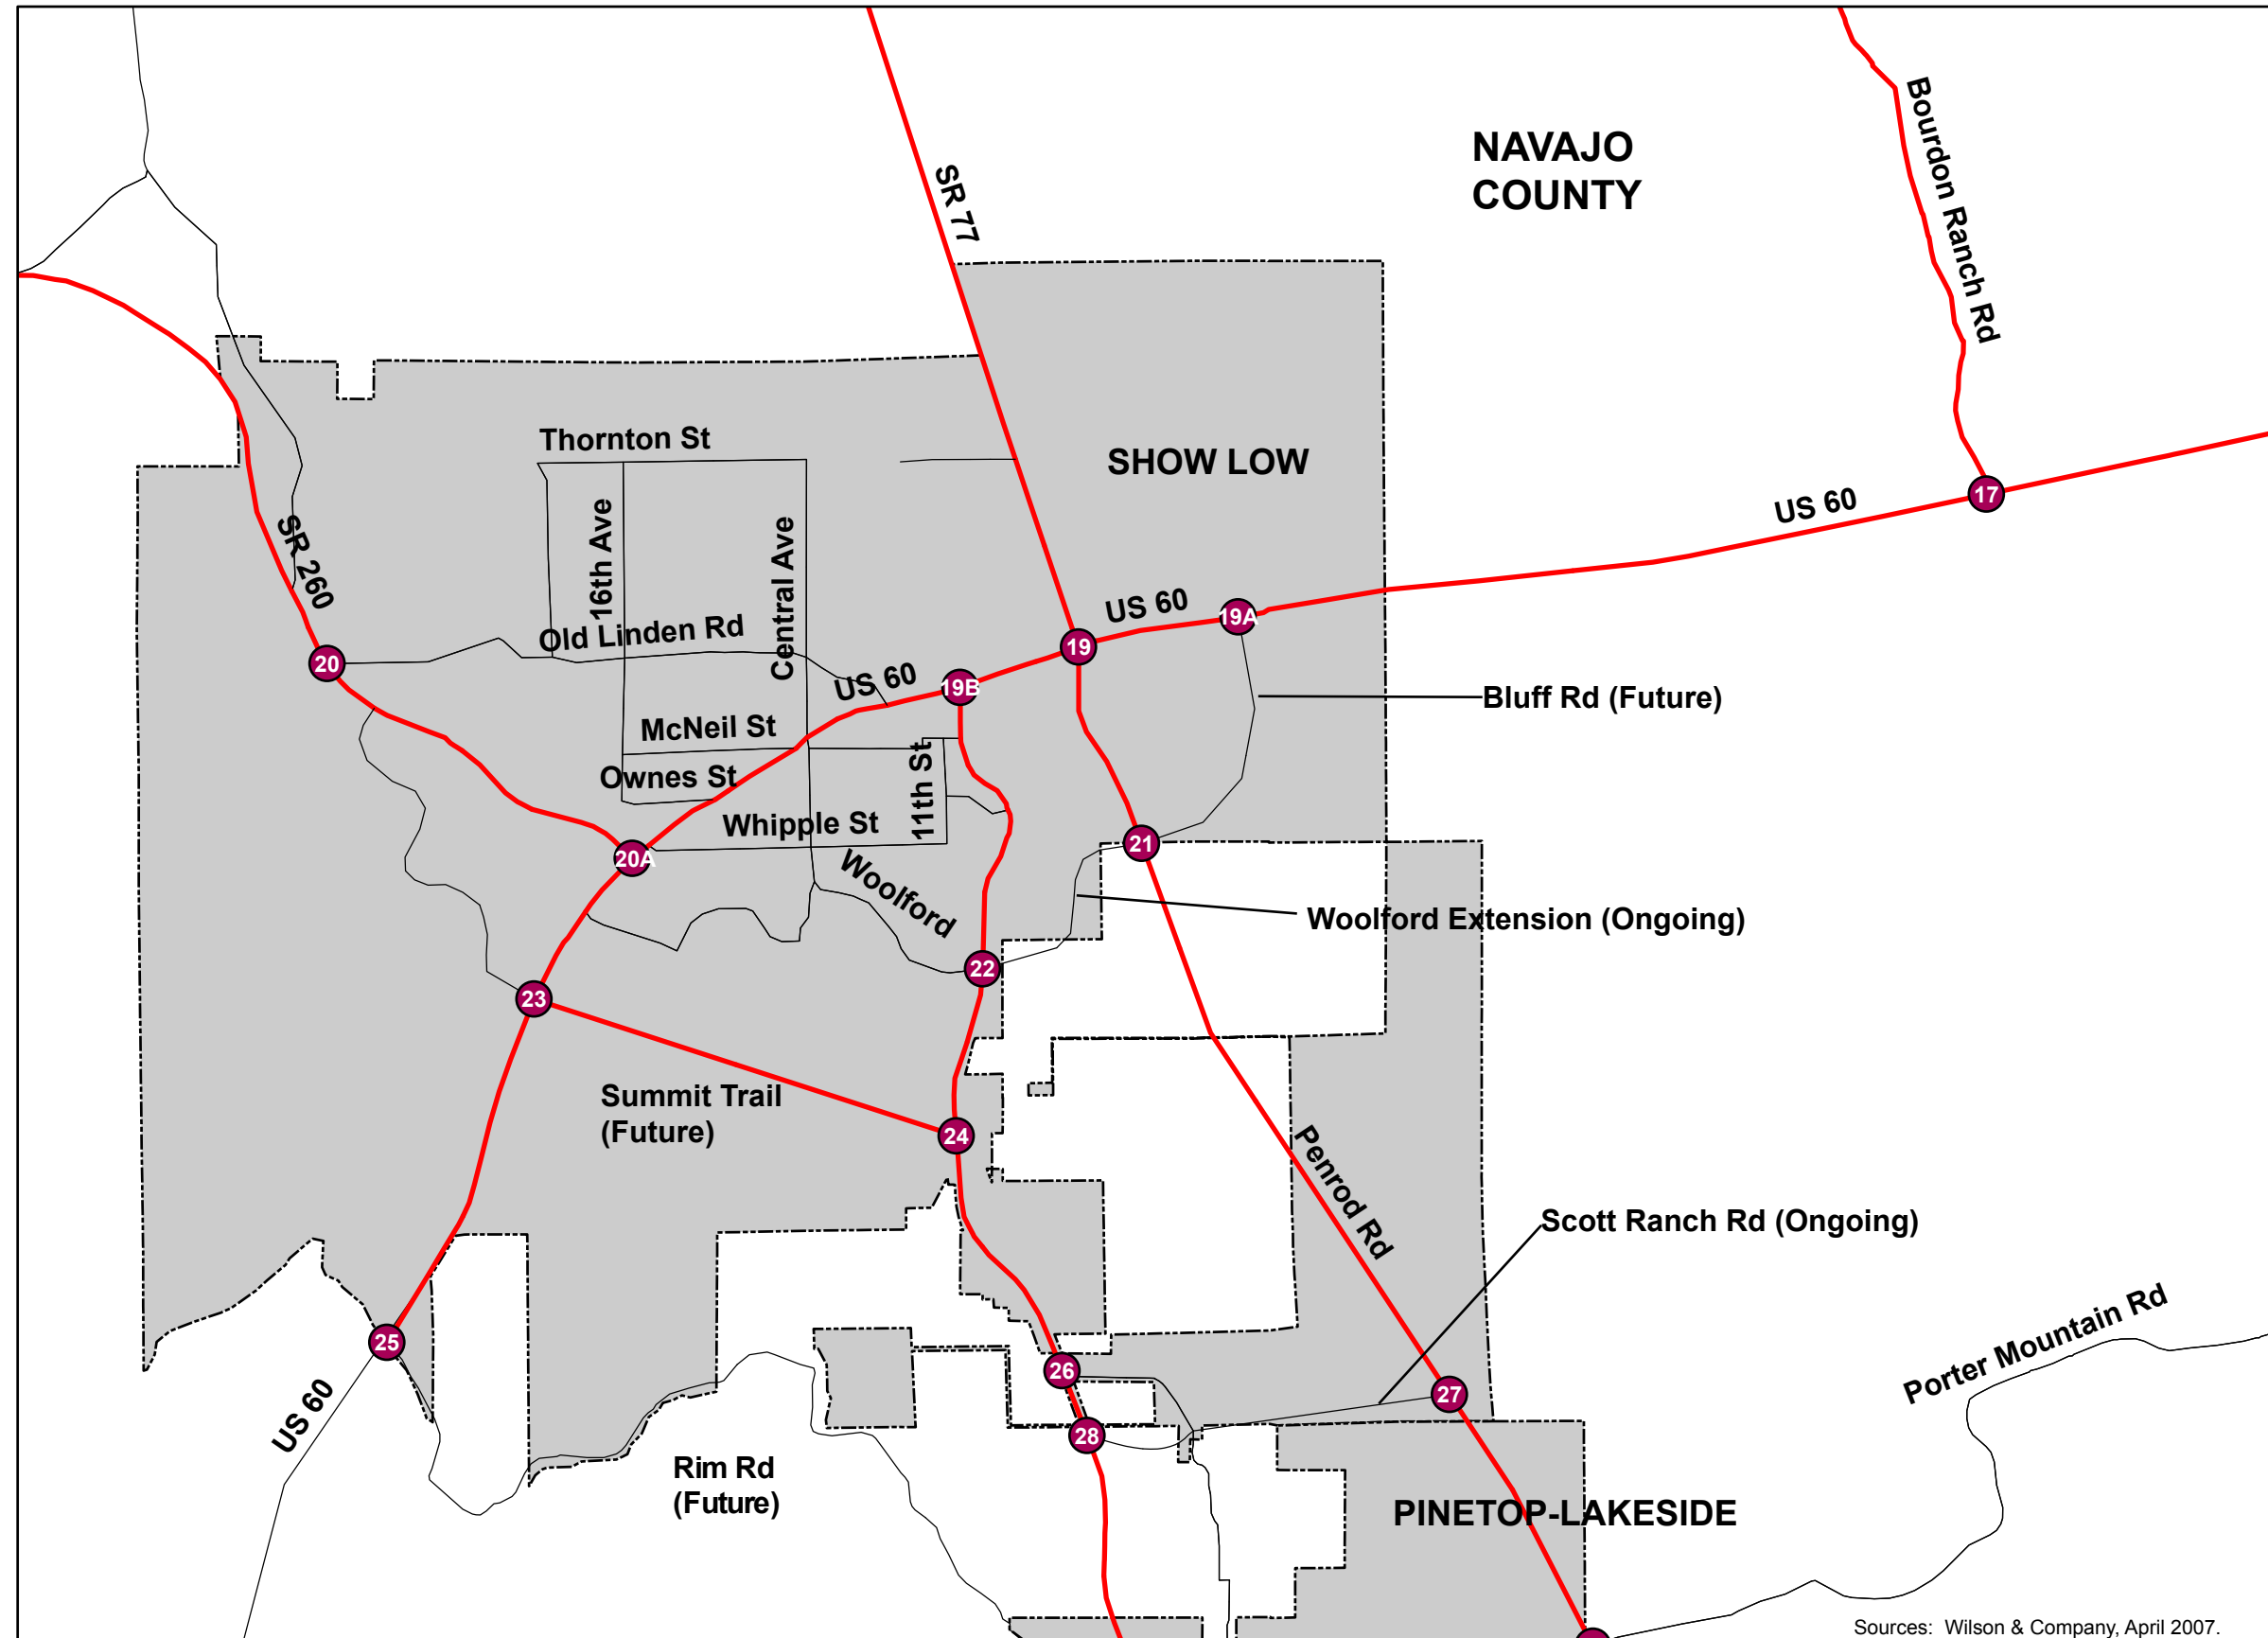 NAVAJO
COUNTY
Bourdon Ranch Rd
SR 77
SHOW LOW
Thornton St
17
US 60
16th Ave
Central Ave
SR 260
US 60
19A
Old Linden Rd
19
20
US 60
19B
Bluff Rd (Future)
McNeil St
Ownes St
11th St
Whipple St
21
20A
Woolford
Woolford Extension (Ongoing)
22
23
Summit Trail
(Future)
24
Penrod Rd
Scott Ranch Rd (Ongoing)
Porter Mountain Rd
25
26
27
US 60
28
Rim Rd
(Future)
PINETOP-LAKESIDE
Sources: Wilson & Company, April 2007.